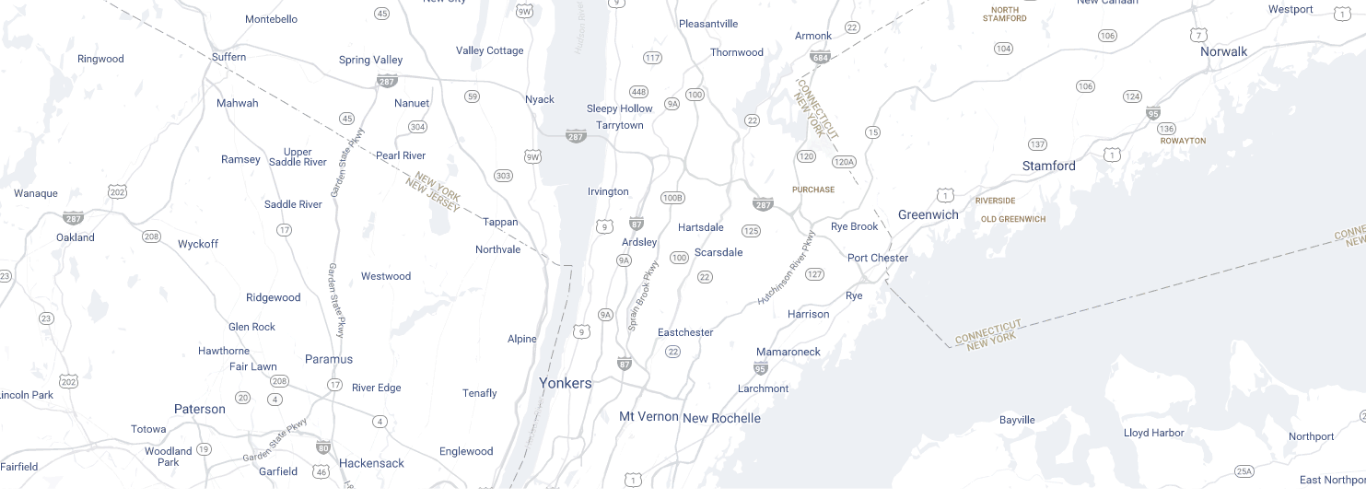 New City
Montebello
45
9W
9
Pleasantville
NORTH
STAMFORD
New Canaan
Westport
1
Hudson River
Ringwood
Suffern
Spring Valley
Valley Cottage
117
Thornwood
Armonk
22
684
104
106
7
Norwalk
287
Mahwah
45
Nanuet
59
Nyack
448
9A
100
Sleepy Hollow
Tarrytown
106
124
95
304
287
22
CONNECTICUT
NEW YORK
15
137
136
ROWAYTON
Ramsey
Upper
Saddle River
Garden State Pkwy
Pearl River
9W
120
120A
1
Stamford
Wanaque
202
NEW YORK
NEW JERSEY
303
Irvington
100B
PURCHASE
1
RIVERSIDE
OLD GREENWICH
Saddle River
287
Oakland
208
Wyckoff
17
Tappan
Northvale
9
87
Ardsley
Hartsdale
125
287
Rye Brook
Greenwich
Scarsdale
Port Chester
9A
100
22
Hutchinson River Pkwy
127
23
Westwood
Garden State Pkwy
Sprain Brook Pkwy
Rye
Ridgewood
23
Glen Rock
9A
Harrison
Alpine
9
Eastchester
CONNECTICUT
NEW YORK
CONNE
NEW
Hawthorne
Fair Lawn
Paramus
22
Mamaroneck
87
95
202
208
17
River Edge
Yonkers
Larchmont
Lincoln Park
20
4
Tenafly
Paterson
4
Mt Vernon
New Rochelle
Bayville
Lloyd Harbor
Northport
Totowa
Garden State Pkwy
Woodland
Park
19
80
Englewood
Fairfield
Garfield
46
Hackensack
1
25A
East Northpo